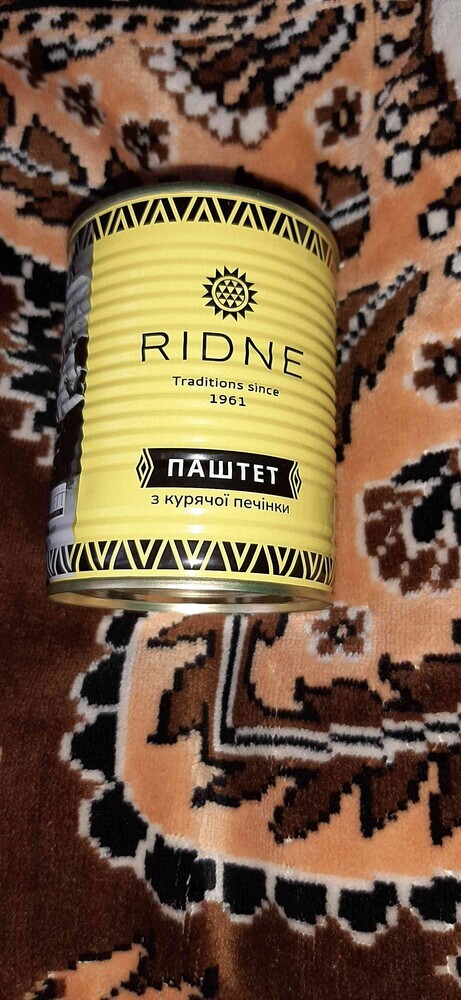 RIDNE
Traditions since
1961
ПАШТЕТ
з курячої печінки